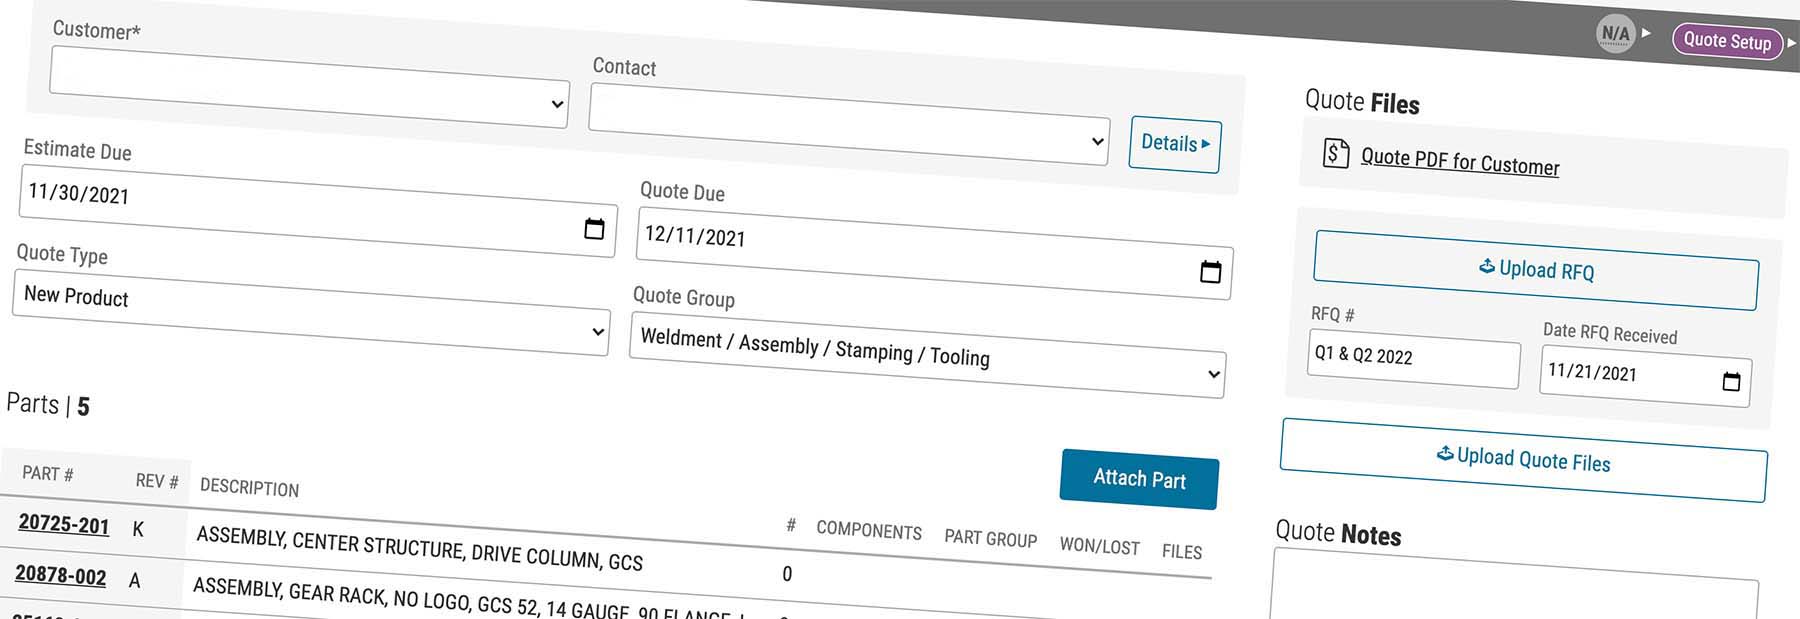 N/A
Quote Setup
Customer*
Contact
Details
Estimate Due
11/30/2021
Quote Due
12/11/2021
Quote Type
New Product
Quote Group
Weldment / Assembly / Stamping / Tooling
Parts | 5
Attach Part
PART # REV # DESCRIPTION # COMPONENTS PART GROUP WON/LOST FILES
20725-201 K ASSEMBLY, CENTER STRUCTURE, DRIVE COLUMN, GCS 0
20878-002 A ASSEMBLY, GEAR RACK, NO LOGO, GCS 52, 14 GAUGE, 90 FLANGE,
Quote Files
Quote PDF for Customer
Upload RFQ
RFQ #
Q1 & Q2 2022
Date RFQ Received
11/21/2021
Upload Quote Files
Quote Notes